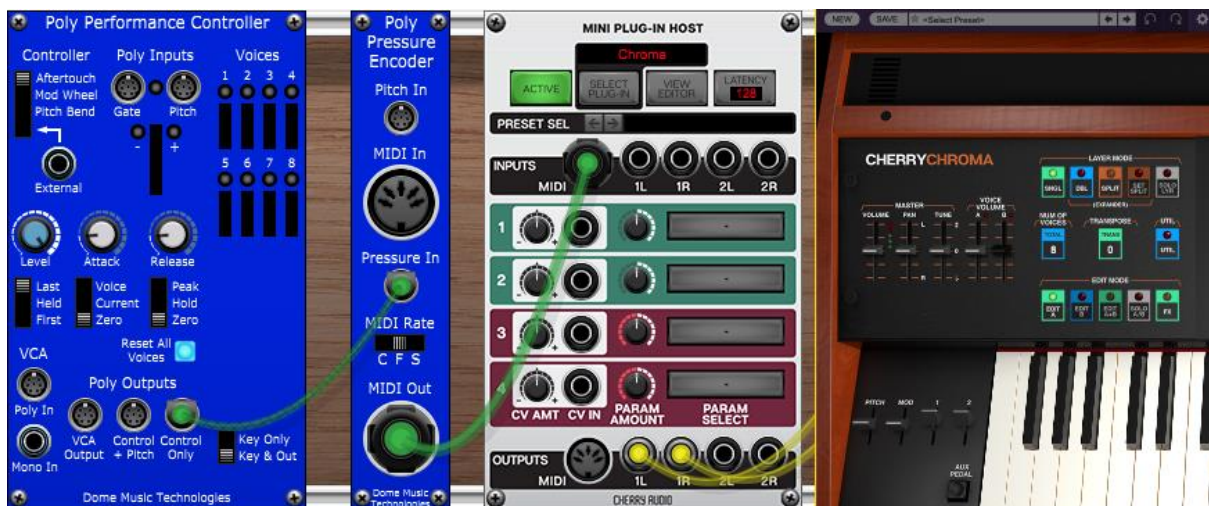 Poly Performance Controller
Controller
Poly Inputs
Voices
Aftertouch
Mod Wheel
Pitch Bend
Gate
Pitch
1 2 3 4
- +
External
5 6 7 8
Level
Attack
Release
Last
Held
First
Voice
Current
Zero
Peak
Hold
Zero
VCA
Reset All
Voices
Poly In
Poly Outputs
Mono In
VCA
Output
Control
+ Pitch
Control
Only
Key Only
Key & Out
Dome Music Technologies
Poly
Pressure
Encoder
Pitch In
MIDI In
Pressure In
MIDI Rate
C F S
MIDI Out
Dome Music
Technologies
MINI PLUG-IN HOST
Chroma
ACTIVE
SELECT
PLUG-IN
VIEW
EDITOR
LATENCY
128
PRESET SEL
INPUTS
MIDI
1L
1R
2L
2R
1
- +
-
2
- +
-
3
- +
-
4
-
CV AMT
CV IN
PARAM
AMOUNT
PARAM
SELECT
OUTPUTS
MIDI
1L
1R
2L
2R
CHERRY AUDIO
NEW
SAVE
<Select Preset>
CHERRYCHROMA
LAYER MODE
SNGL
DBL
SPLIT
SET
SPLIT
SOLO
LYR
(EXPANDER)
MASTER
VOLUME
PAN
TUNE
VOICE
VOLUME
A
B
L
R
NUM OF
VOICES
TOTAL
8
TRANSPOSE
TRANS
0
UTIL
UTIL
EDIT MODE
EDIT
A
EDIT
B
EDIT
A+B
SOLO
A/B
FX
PITCH
MOD
1
2
AUX
PEDAL